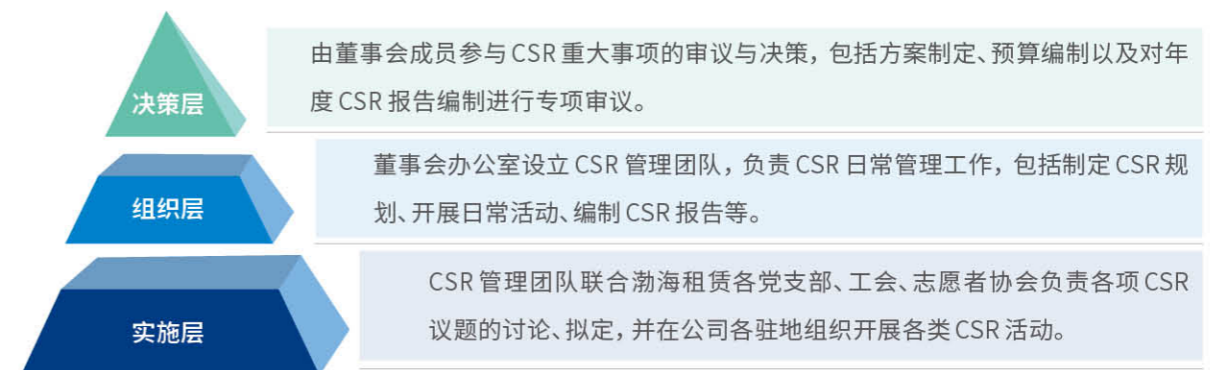 决策层
由董事会成员参与 CSR 重大事项的审议与决策，包括方案制定、预算编制以及对年
度 CSR 报告编制进行专项审议。
组织层
董事会办公室设立 CSR 管理团队，负责 CSR 日常管理工作，包括制定 CSR 规
划、开展日常活动、编制 CSR 报告等。
实施层
CSR 管理团队联合渤海租赁各党支部、工会、志愿者协会负责各项 CSR
议题的讨论、拟定，并在公司各驻地组织开展各类 CSR 活动。